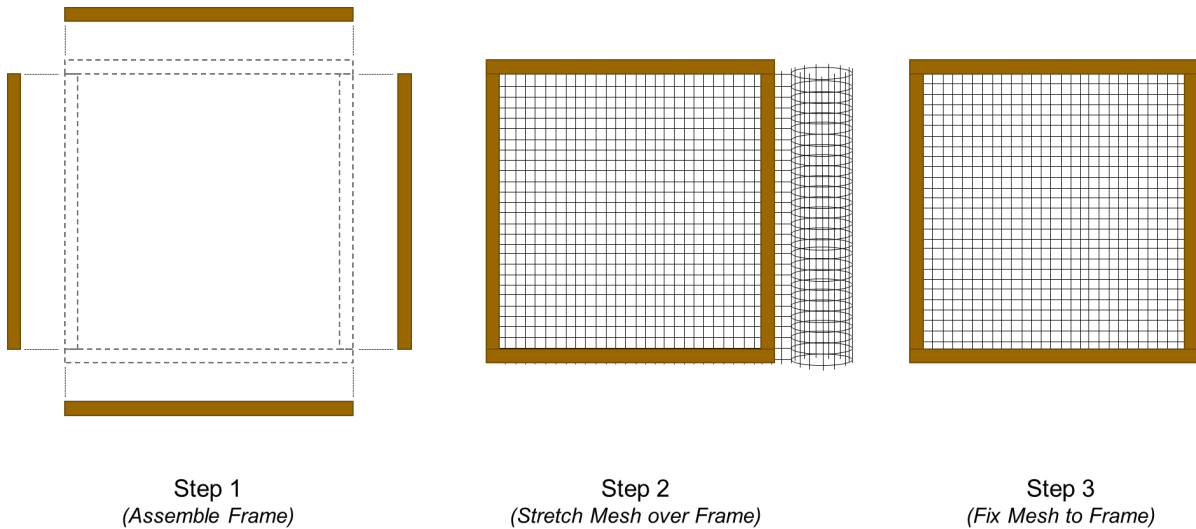 Step 1
(Assemble Frame)
Step 2
(Stretch Mesh over Frame)
Step 3
(Fix Mesh to Frame)